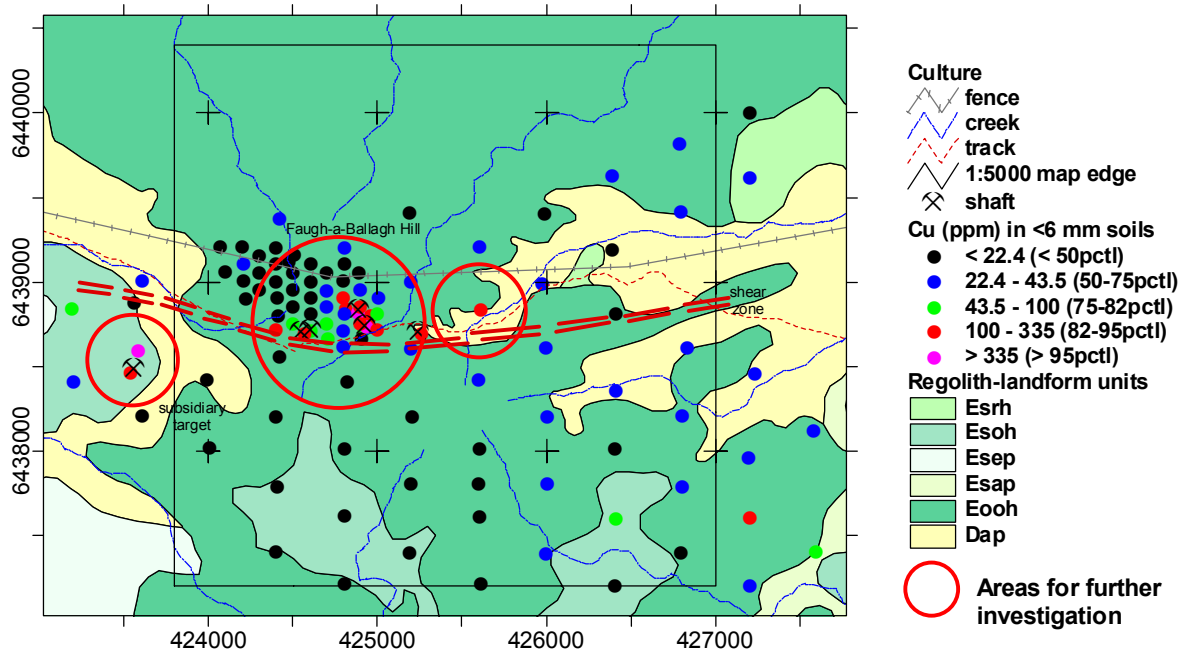 6440000
6439000
6438000
424000
425000
426000
427000
Faugh-a-Ballagh Hill
shear
zone
subsidiary
target
Culture
fence
creek
track
1:5000 map edge
shaft
Cu (ppm) in <6 mm soils
< 22.4 (< 50pctl)
22.4 - 43.5 (50-75pctl)
43.5 - 100 (75-82pctl)
100 - 335 (82-95pctl)
> 335 (> 95pctl)
Regolith-landform units
Esrh
Esoh
Esep
Esap
Eooh
Dap
Areas for further
investigation